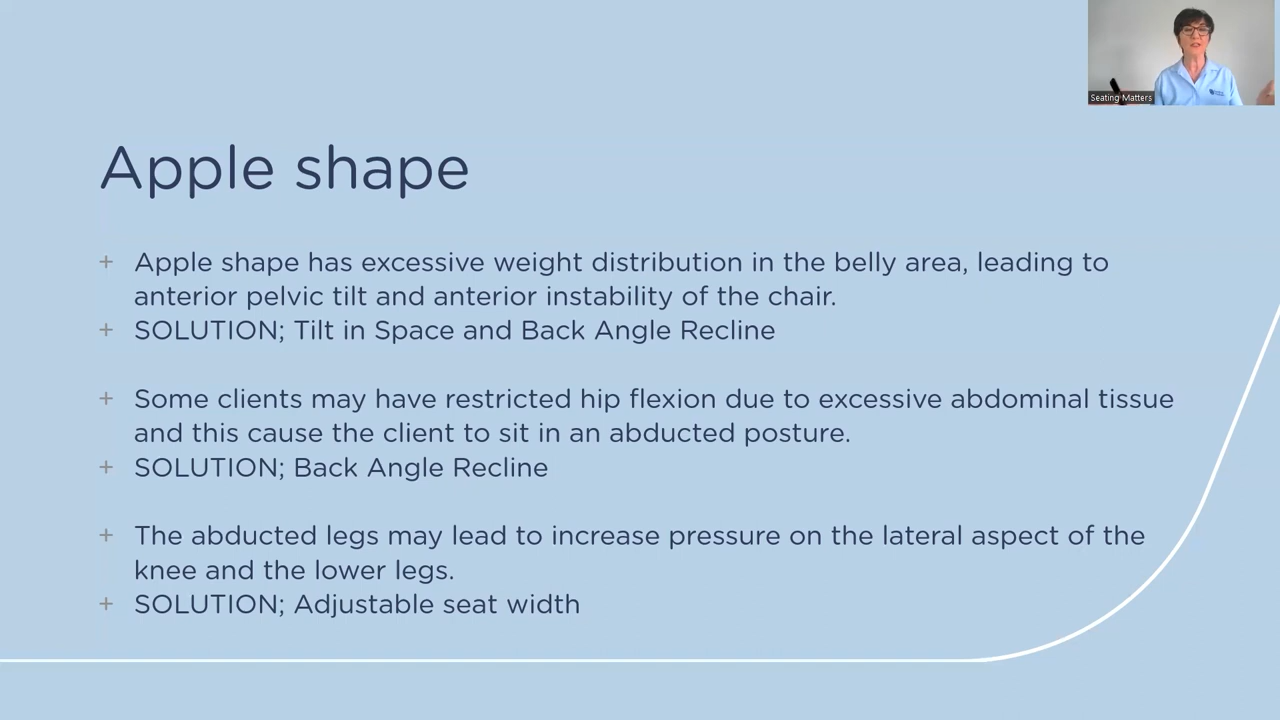 Seating Matters
Apple shape
+ Apple shape has excessive weight distribution in the belly area, leading to
anterior pelvic tilt and anterior instability of the chair.
+ SOLUTION; Tilt in Space and Back Angle Recline
+ Some clients may have restricted hip flexion due to excessive abdominal tissue
and this cause the client to sit in an abducted posture.
+ SOLUTION; Back Angle Recline
+ The abducted legs may lead to increase pressure on the lateral aspect of the
knee and the lower legs.
+ SOLUTION; Adjustable seat width